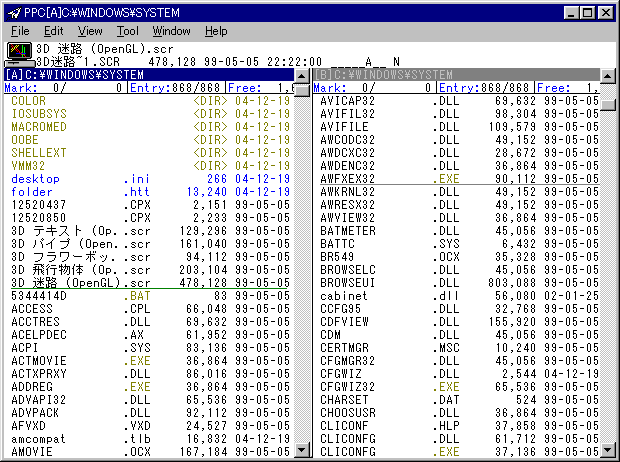 PPC[A]C:¥WINDOWS¥SYSTEM
File Edit View Tool Window Help
3D 迷路 (OpenGL).scr
3D迷路~1.SCR 478,128 99-05-05 22:22:00 _____A__ N
[A]C:¥WINDOWS¥SYSTEM
Mark: 0/ 0 Entry:868/868 Free: 1,6
COLOR <DIR> 04-12-19
IOSUBSYS <DIR> 04-12-19
MACROMED <DIR> 04-12-19
OOBE <DIR> 04-12-19
SHELLEXT <DIR> 04-12-19
VMM32 <DIR> 04-12-19
desktop .ini 266 04-12-19
folder .htt 13,240 04-12-19
12520437 .CPX 2,151 99-05-05
12520850 .CPX 2,233 99-05-05
3D テキスト (Op..scr 129,296 99-05-05
3D パイプ (Open..scr 161,040 99-05-05
3D フラワーボッ. .scr 94,112 99-05-05
3D 飛行物体 (Op..scr 203,104 99-05-05
3D 迷路 (OpenGL).scr 478,128 99-05-05
5344414D .BAT 83 99-05-05
ACCESS .CPL 66,048 99-05-05
ACCTRES .DLL 69,632 99-05-05
ACELPDEC .AX 61,952 99-05-05
ACPI .SYS 83,136 99-05-05
ACTMOVIE .EXE 36,864 99-05-05
ACTXPRXY .DLL 86,016 99-05-05
ADDREG .EXE 36,864 99-05-05
ADVAPI32 .DLL 65,536 99-05-05
ADVPACK .DLL 92,112 99-05-05
AFVXD .VXD 24,527 99-05-05
amcompat .tlb 16,832 04-12-19
AMOVIE .OCX 167,184 99-05-05
[B]C:¥WINDOWS¥SYSTEM
Mark: 0/ 0 Entry:868/868 Free: 1,
AVICAP32 .DLL 69,632 99-05-05
AVIFIL32 .DLL 98,304 99-05-05
AVIFILE .DLL 109,579 99-05-05
AWCODC32 .DLL 49,152 99-05-05
AWDCXC32 .DLL 28,672 99-05-05
AWDENC32 .DLL 36,864 99-05-05
AWFXEX32 .EXE 90,112 99-05-05
AWKRNL32 .DLL 49,152 99-05-05
AWRESX32 .DLL 49,152 99-05-05
AWVIEW32 .DLL 36,864 99-05-05
BATMETER .DLL 45,056 99-05-05
BATTC .SYS 6,432 99-05-05
BR549 .OCX 35,328 99-05-05
BROWSELC .DLL 45,056 99-05-05
BROWSEUI .DLL 803,088 99-05-05
cabinet .dll 56,080 02-01-25
CCFG95 .DLL 32,768 99-05-05
CDFVIEW .DLL 155,920 99-05-05
CDM .DLL 45,056 99-05-05
CERTMGR .MSC 10,240 99-05-05
CFGMGR32 .DLL 45,056 99-05-05
CFGWIZ .DLL 2,544 04-12-19
CFGWIZ32 .EXE 65,536 99-05-05
CHARSET .DAT 524 99-05-05
CHOOSUSR .DLL 36,864 99-05-05
CLICONF .HLP 37,858 99-05-05
CLICONFG .DLL 61,712 99-05-05
CLICONFG .EXE 37,136 99-05-05